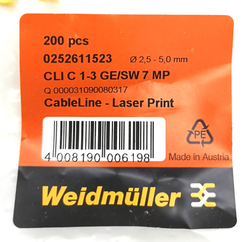 200 pcs
0252611523 Ø 2,5 - 5,0 mm
CLI C 1-3 GE/SW 7 MP
Q 000031090080317
CableLine - Laser Print
PE
Made in Austria
4 008190 006198
Weidmüller